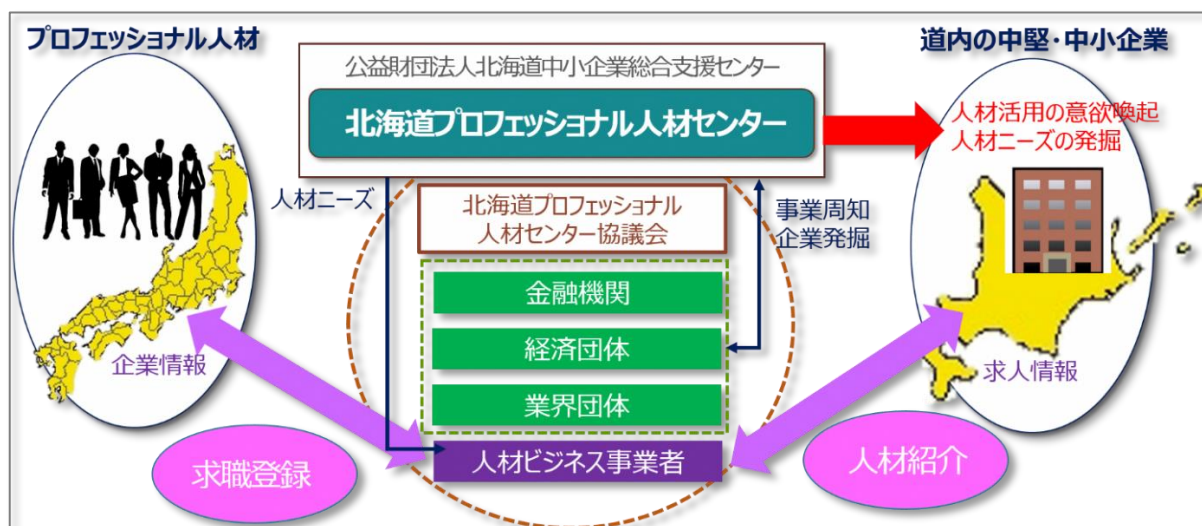 プロフェッショナル人材
道内の中堅・中小企業
公益財団法人北海道中小企業総合支援センター
北海道プロフェッショナル人材センター
人材活用の意欲喚起
人材ニーズの発掘
人材ニーズ
北海道プロフェッショナル
人材センター協議会
事業周知
企業発掘
金融機関
経済団体
業界団体
企業情報
求人情報
人材ビジネス事業者
求職登録
人材紹介